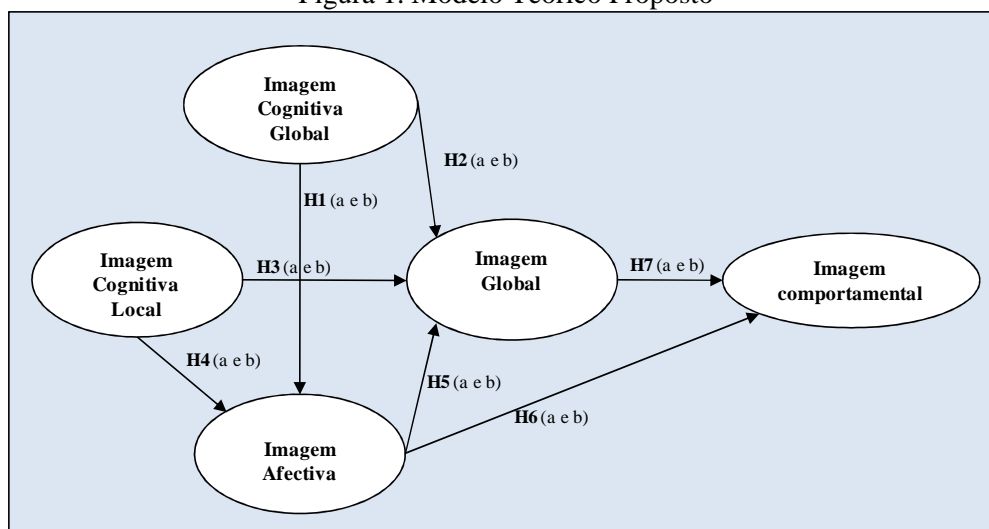 Figura 1: Modelo Teórico Proposto
Imagem
Cognitiva
Global
H2 (a e b)
H1 (a e b)
Imagem
Cognitiva
Local
H3 (a e b)
Imagem
Global
H7 (a e b)
Imagem
comportamental
H4 (a e b)
H5 (a e b)
H6 (a e b)
Imagem
Afectiva